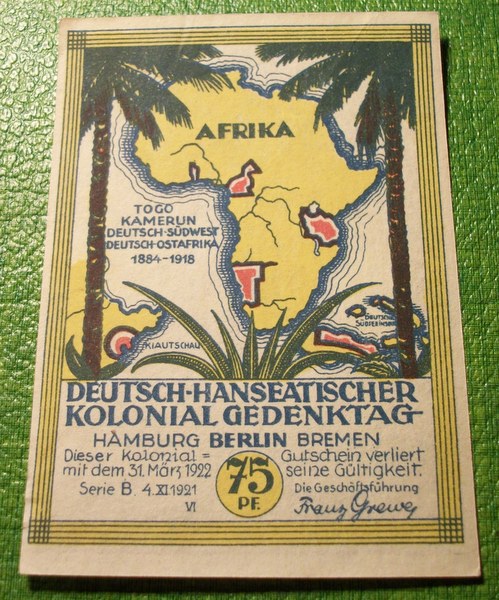 AFRIKA
TOGO
KAMERUN
DEUTSCH-SÜDWEST
DEUTSCH-OSTAFRIKA
1884-1918
DEUTSCHE
KIAUTSCHAU
DEUTSCH-HANSEATISCHER
KOLONIAL GEDENKTAG
HAMBURG BERLIN BREMEN
Dieser Kolonial= Gutschein verliert
mit dem 31. März 1922 seine Gültigkeit.
75
PF.
Serie B. 4.XI 1921 Die Geschäftsführung
VI Franz Grewe